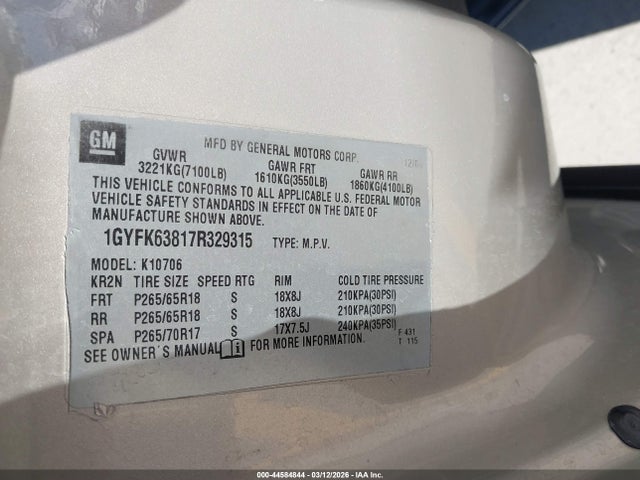 GM
MFD BY GENERAL MOTORS CORP.
GVWR GAWR FRT GAWR RR
3221KG(7100LB) 1610KG(3550LB) 1860KG(4100LB)
THIS VEHICLE CONFORMS TO ALL APPLICABLE U.S. FEDERAL MOTOR
VEHICLE SAFETY STANDARDS IN EFFECT ON THE DATE OF
MANUFACTURE SHOWN ABOVE.
1GYFK63817R329315 TYPE: M.P.V.
MODEL: K10706
KR2N TIRE SIZE SPEED RTG RIM COLD TIRE PRESSURE
FRT P265/65R18 S 18X8J 210KPA(30PSI)
RR P265/65R18 S 18X8J 210KPA(30PSI)
SPA P265/70R17 S 17X7.5J 240KPA(35PSI)
SEE OWNER'S MANUAL FOR MORE INFORMATION.
F 431
T 115
000-44584844 | 03/12/2026 | IAA Inc.